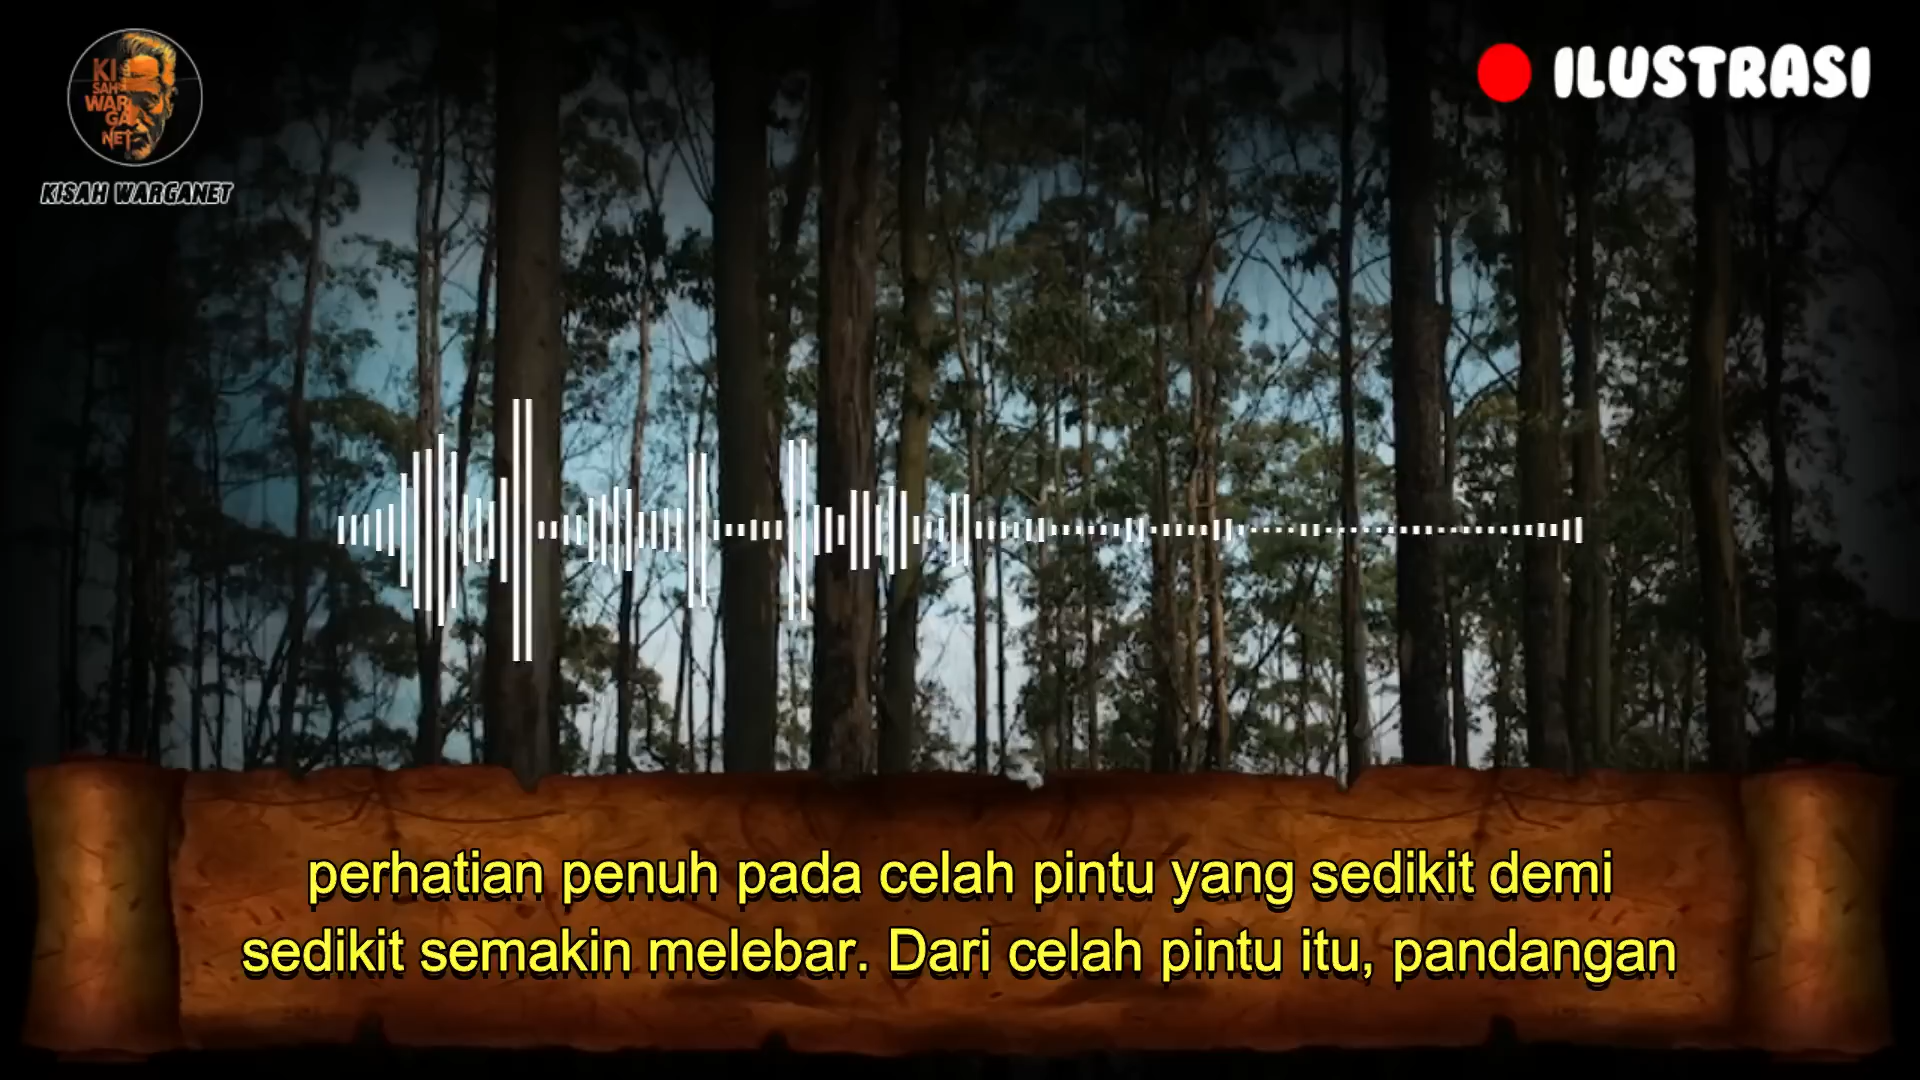 KI
SAH
WAR
GA
NET
KISAH WARGANET
ILUSTRASI
perhatian penuh pada celah pintu yang sedikit demi
sedikit semakin melebar. Dari celah pintu itu, pandangan